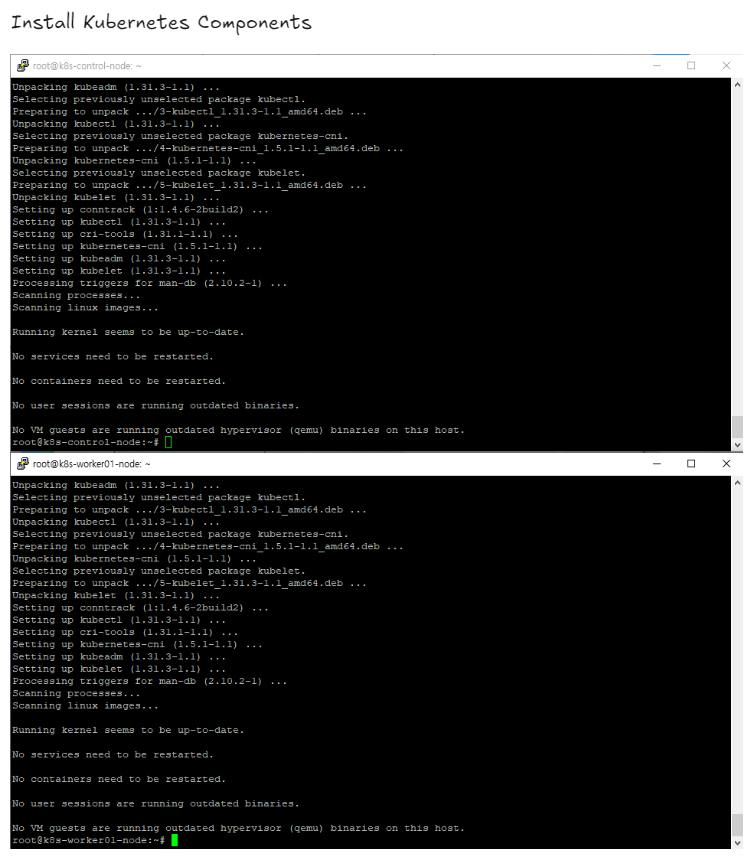 Install Kubernetes Components
root@k8s-control-node: ~
Unpacking kubeadm (1.31.3-1.1) ...
Selecting previously unselected package kubectl.
Preparing to unpack .../3-kubectl_1.31.3-1.1_amd64.deb ...
Unpacking kubectl (1.31.3-1.1) ...
Selecting previously unselected package kubernetes-cni.
Preparing to unpack .../4-kubernetes-cni_1.5.1-1.1_amd64.deb ...
Unpacking kubernetes-cni (1.5.1-1.1) ...
Selecting previously unselected package kubelet.
Preparing to unpack .../5-kubelet_1.31.3-1.1_amd64.deb ...
Unpacking kubelet (1.31.3-1.1) ...
Setting up conntrack (1:1.4.6-2build2) ...
Setting up kubectl (1.31.3-1.1) ...
Setting up cri-tools (1.31.1-1.1) ...
Setting up kubernetes-cni (1.5.1-1.1) ...
Setting up kubeadm (1.31.3-1.1) ...
Setting up kubelet (1.31.3-1.1) ...
Processing triggers for man-db (2.10.2-1) ...
Scanning processes...
Scanning linux images...
Running kernel seems to be up-to-date.
No services need to be restarted.
No containers need to be restarted.
No user sessions are running outdated binaries.
No VM guests are running outdated hypervisor (qemu) binaries on this host.
root@k8s-control-node:~#
root@k8s-worker01-node: ~
Unpacking kubeadm (1.31.3-1.1) ...
Selecting previously unselected package kubectl.
Preparing to unpack .../3-kubectl_1.31.3-1.1_amd64.deb ...
Unpacking kubectl (1.31.3-1.1) ...
Selecting previously unselected package kubernetes-cni.
Preparing to unpack .../4-kubernetes-cni_1.5.1-1.1_amd64.deb ...
Unpacking kubernetes-cni (1.5.1-1.1) ...
Selecting previously unselected package kubelet.
Preparing to unpack .../5-kubelet_1.31.3-1.1_amd64.deb ...
Unpacking kubelet (1.31.3-1.1) ...
Setting up conntrack (1:1.4.6-2build2) ...
Setting up kubectl (1.31.3-1.1) ...
Setting up cri-tools (1.31.1-1.1) ...
Setting up kubernetes-cni (1.5.1-1.1) ...
Setting up kubeadm (1.31.3-1.1) ...
Setting up kubelet (1.31.3-1.1) ...
Processing triggers for man-db (2.10.2-1) ...
Scanning processes...
Scanning linux images...
Running kernel seems to be up-to-date.
No services need to be restarted.
No containers need to be restarted.
No user sessions are running outdated binaries.
No VM guests are running outdated hypervisor (qemu) binaries on this host.
root@k8s-worker01-node:~#